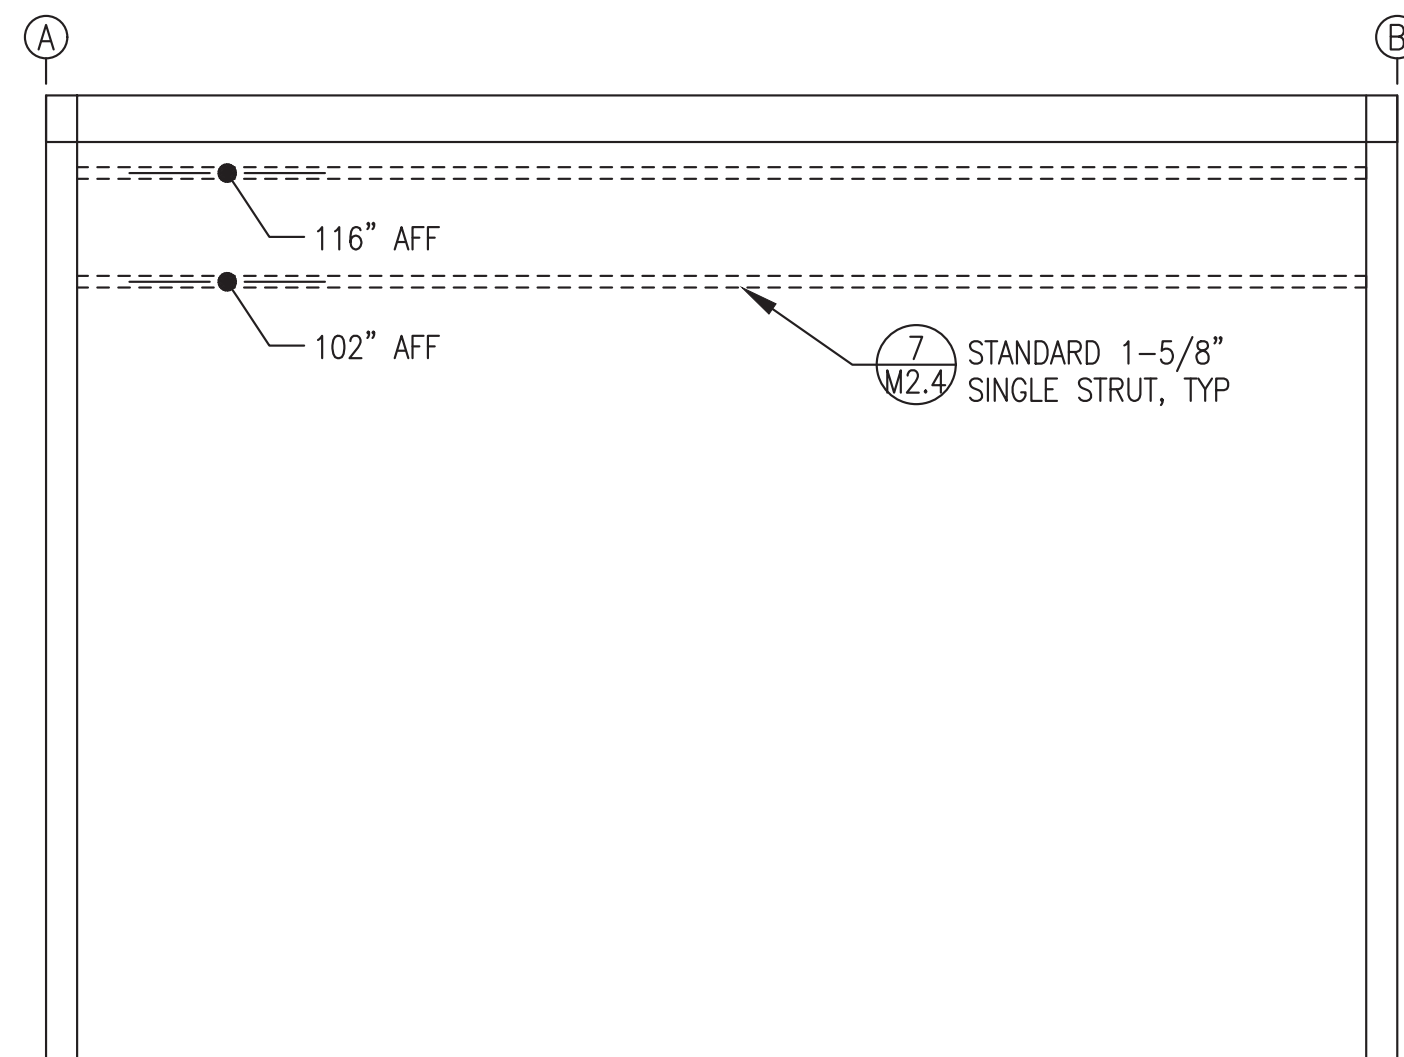 A
B
116” AFF
102” AFF
7
M2.4
STANDARD 1-5/8”
SINGLE STRUT, TYP